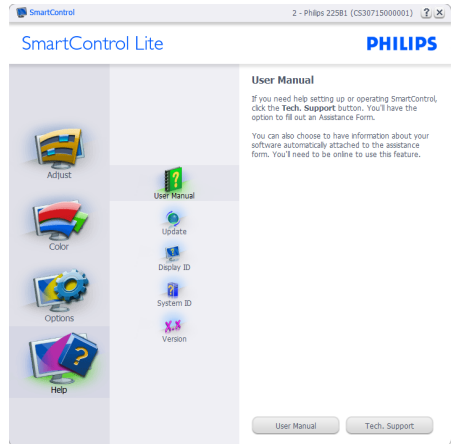 SmartControl
2 - Philips 225B1 (CS30715000001)
? X
SmartControl Lite
PHILIPS
Adjust
Color
Options
Help
User Manual
Update
Display ID
System ID
X.X
Version
User Manual
If you need help setting up or operating SmartControl,
click the Tech. Support button. You'll have the
option to fill out an Assistance Form.
You can also choose to have information about your
software automatically attached to the assistance
form. You'll need to be online to use this feature.
User Manual
Tech. Support